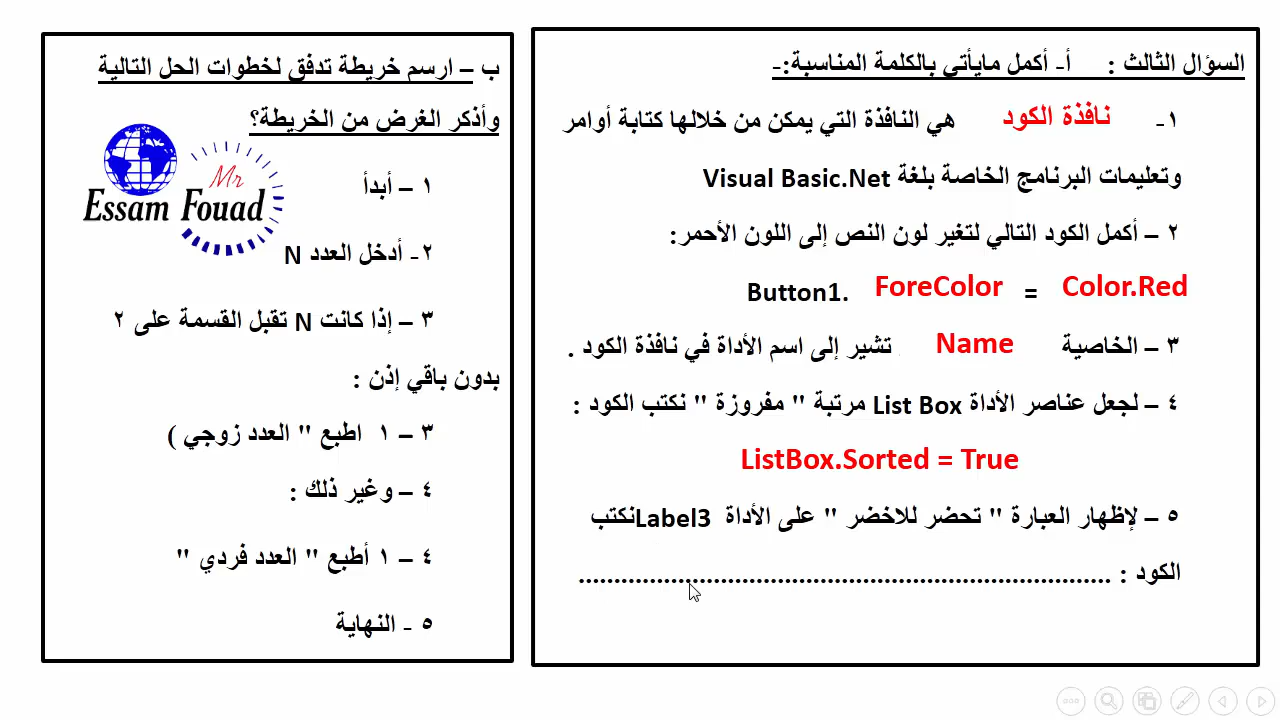 السؤال الثالث : أ- أكمل مايأتي بالكلمة المناسبة:-
١- نافذة الكود هي النافذة التي يمكن من خلالها كتابة أوامر
وتعليمات البرنامج الخاصة بلغة Visual Basic.Net
٢ – أكمل الكود التالي لتغير لون النص إلى اللون الأحمر:
Button1. ForeColor = Color.Red
٣ – الخاصية Name تشير إلى اسم الأداة في نافذة الكود .
٤ – لجعل عناصر الأداة List Box مرتبة " مفروزة " نكتب الكود :
ListBox.Sorted = True
٥ – لإظهار العبارة " تحضر للاخضر " على الأداة Label3نكتب
الكود : ..........................................................................
ب – ارسم خريطة تدفق لخطوات الحل التالية
وأذكر الغرض من الخريطة؟
Mr
Essam Fouad
١ – أبدأ
٢- أدخل العدد N
٣ – إذا كانت N تقبل القسمة على ٢
بدون باقي إذن :
٣ – ١ اطبع " العدد زوجي )
٤ – وغير ذلك :
٤ – ١ أطبع " العدد فردي "
٥ - النهاية